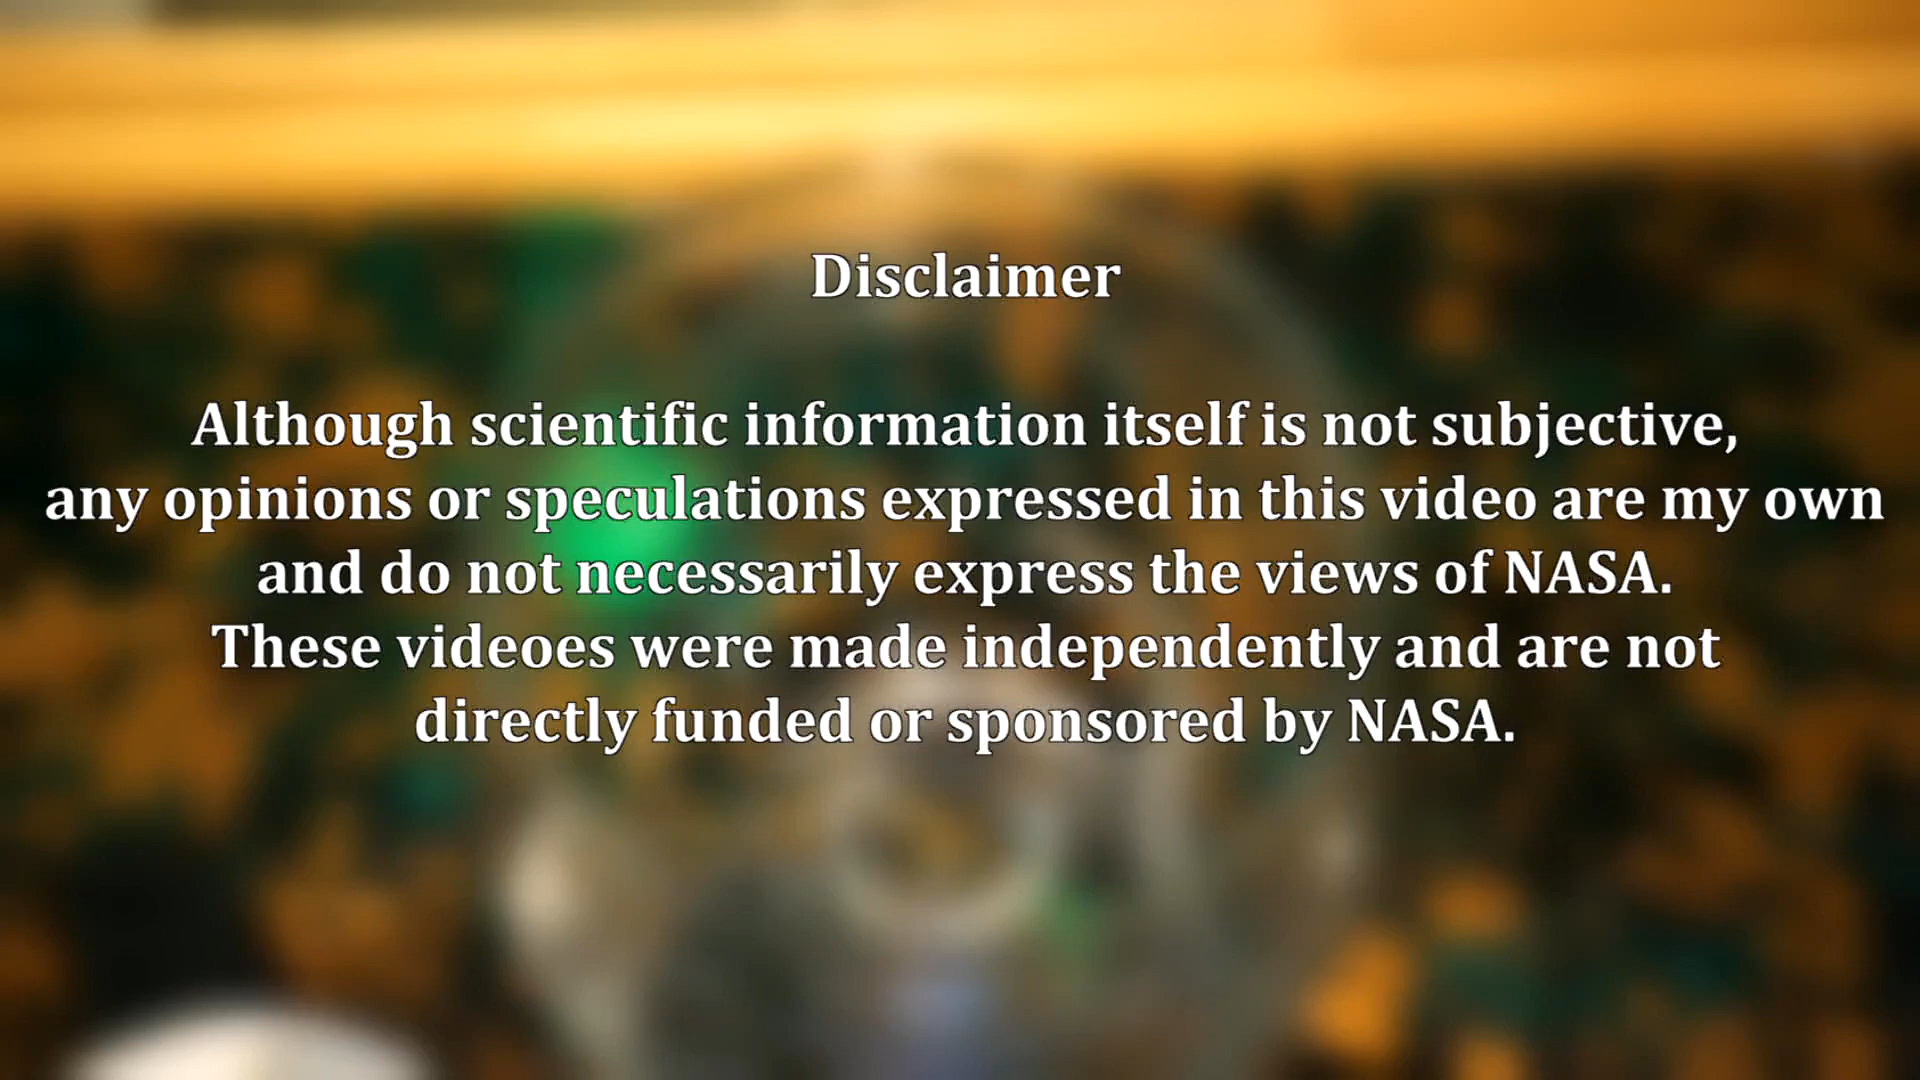 Disclaimer
Although scientific information itself is not subjective,
any opinions or speculations expressed in this video are my own
and do not necessarily express the views of NASA.
These videoes were made independently and are not
directly funded or sponsored by NASA.